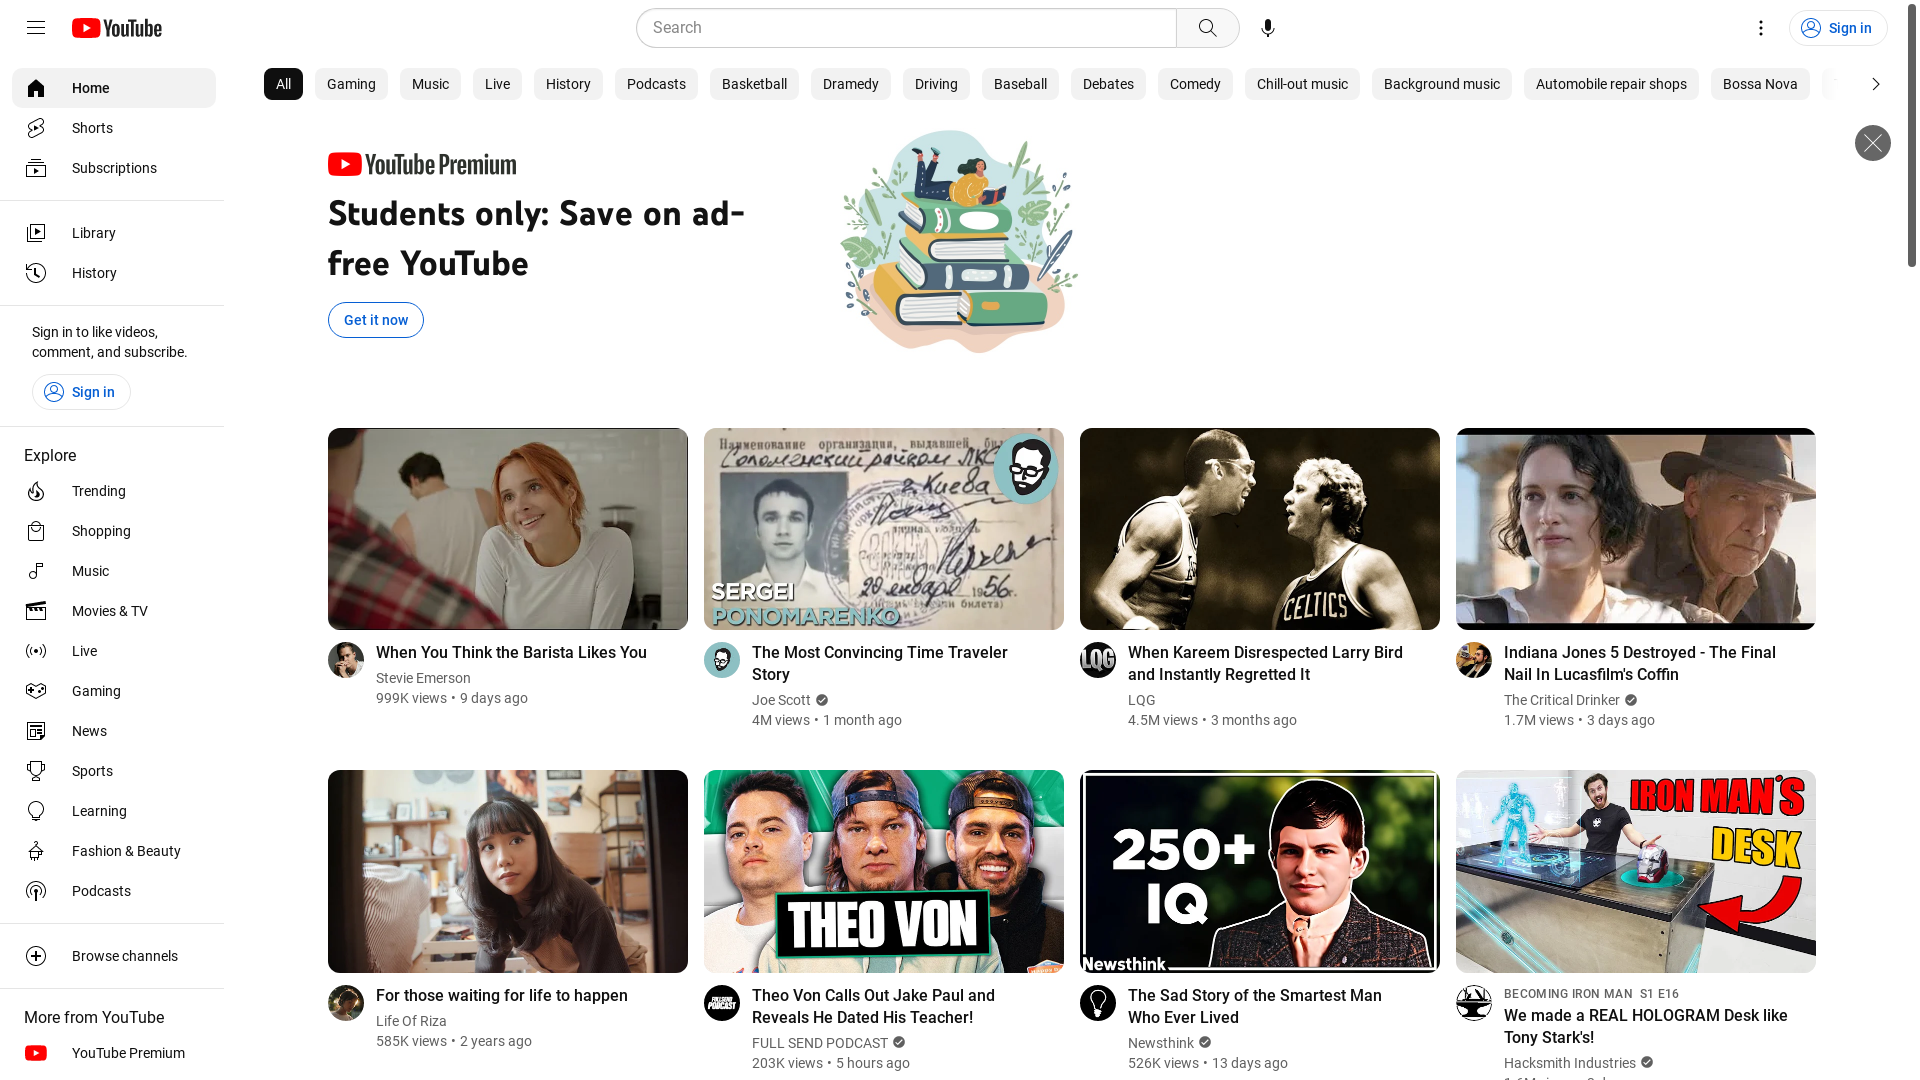 YouTube
Search
Sign in
Home
Shorts
Subscriptions
Library
History
Sign in to like videos,
comment, and subscribe.
Sign in
Explore
Trending
Shopping
Music
Movies & TV
Live
Gaming
News
Sports
Learning
Fashion & Beauty
Podcasts
Browse channels
More from YouTube
YouTube Premium
All
Gaming
Music
Live
History
Podcasts
Basketball
Dramedy
Driving
Baseball
Debates
Comedy
Chill-out music
Background music
Automobile repair shops
Bossa Nova
YouTube Premium
Students only: Save on ad-
free YouTube
Get it now
When You Think the Barista Likes You
Stevie Emerson
999K views • 9 days ago
Наименование организации, выдавшей
Соломенский райком ЛКС
г. Киева
SERGEI
PONOMARENKO
The Most Convincing Time Traveler
Story
Joe Scott
4M views • 1 month ago
CELTICS
LQG
When Kareem Disrespected Larry Bird
and Instantly Regretted It
LQG
4.5M views • 3 months ago
Indiana Jones 5 Destroyed - The Final
Nail In Lucasfilm's Coffin
The Critical Drinker
1.7M views • 3 days ago
For those waiting for life to happen
Life Of Riza
585K views • 2 years ago
THEO VON
FULL SEND
PODCAST
Theo Von Calls Out Jake Paul and
Reveals He Dated His Teacher!
FULL SEND PODCAST
203K views • 5 hours ago
250+
IQ
Newsthink
The Sad Story of the Smartest Man
Who Ever Lived
Newsthink
526K views • 13 days ago
IRON MAN'S
DESK
BECOMING IRON MAN S1 E16
We made a REAL HOLOGRAM Desk like
Tony Stark's!
Hacksmith Industries